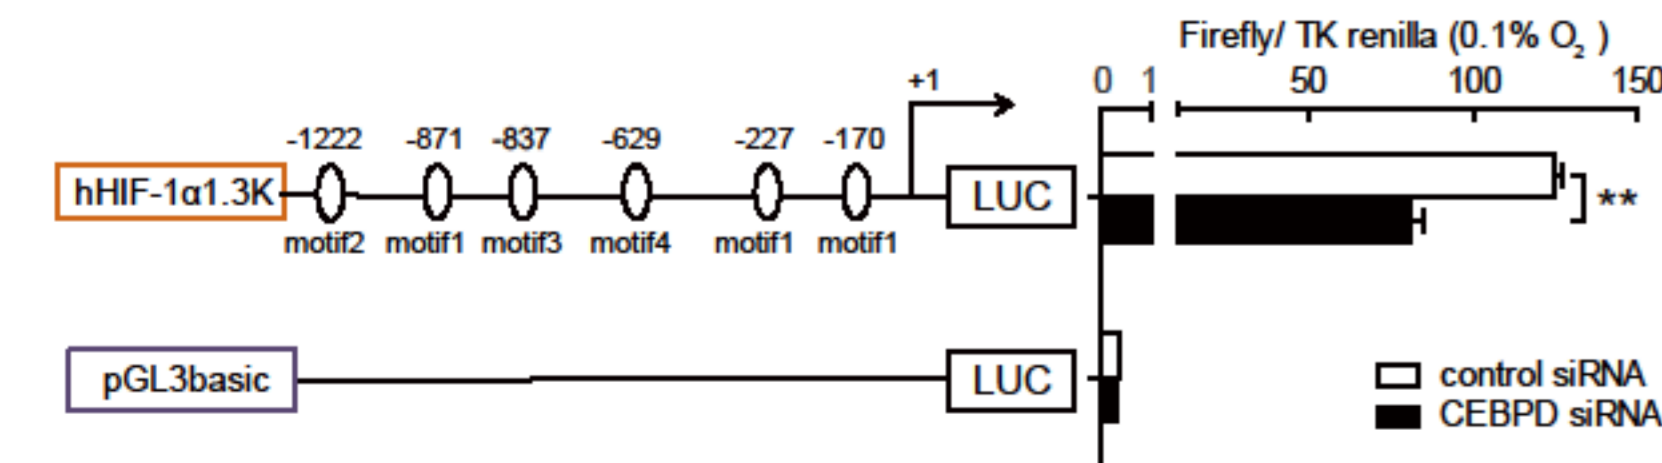 Firefly/ TK renilla (0.1% O₂ )
0 1 50 100 150
+1
-1222 -871 -837 -629 -227 -170
hHIF-1α1.3K LUC **
motif2 motif1 motif3 motif4 motif1 motif1
pGL3basic LUC
control siRNA
CEBPD siRNA